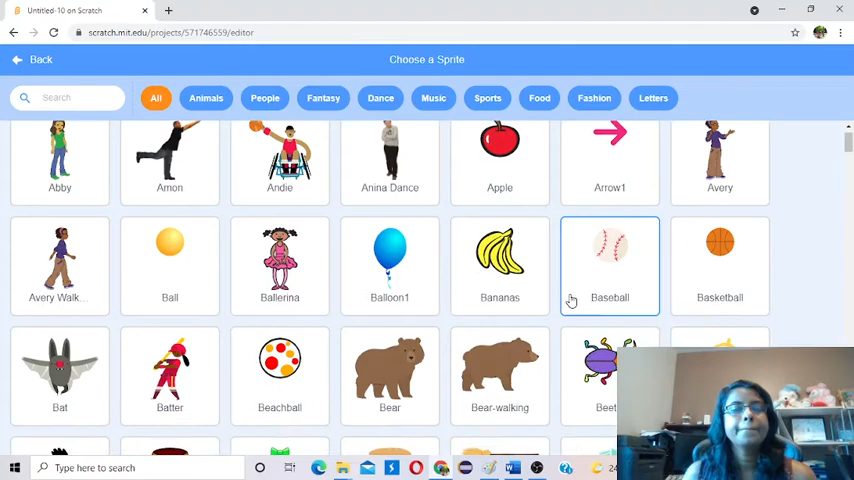 Untitled-10 on Scratch
scratch.mit.edu/projects/571746559/editor
Back
Choose a Sprite
Search
All
Animals
People
Fantasy
Dance
Music
Sports
Food
Fashion
Letters
Abby
Amon
Andie
Anina Dance
Apple
Arrow1
Avery
Avery Walk...
Ball
Ballerina
Balloon1
Bananas
Baseball
Basketball
Bat
Batter
Beachball
Bear
Bear-walking
Beet
Type here to search
24